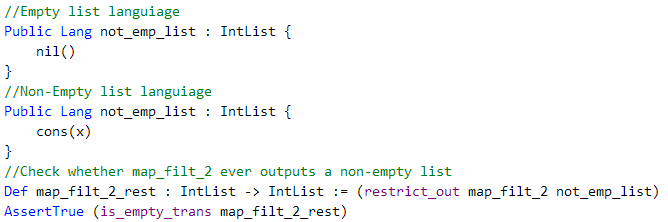 //Empty list languiage
Public Lang not_emp_list : IntList {
    nil()
}
//Non-Empty list languiage
Public Lang not_emp_list : IntList {
    cons(x)
}
//Check whether map_filt_2 ever outputs a non-empty list
Def map_filt_2_rest : IntList -> IntList := (restrict_out map_filt_2 not_emp_list)
AssertTrue (is_empty_trans map_filt_2_rest)